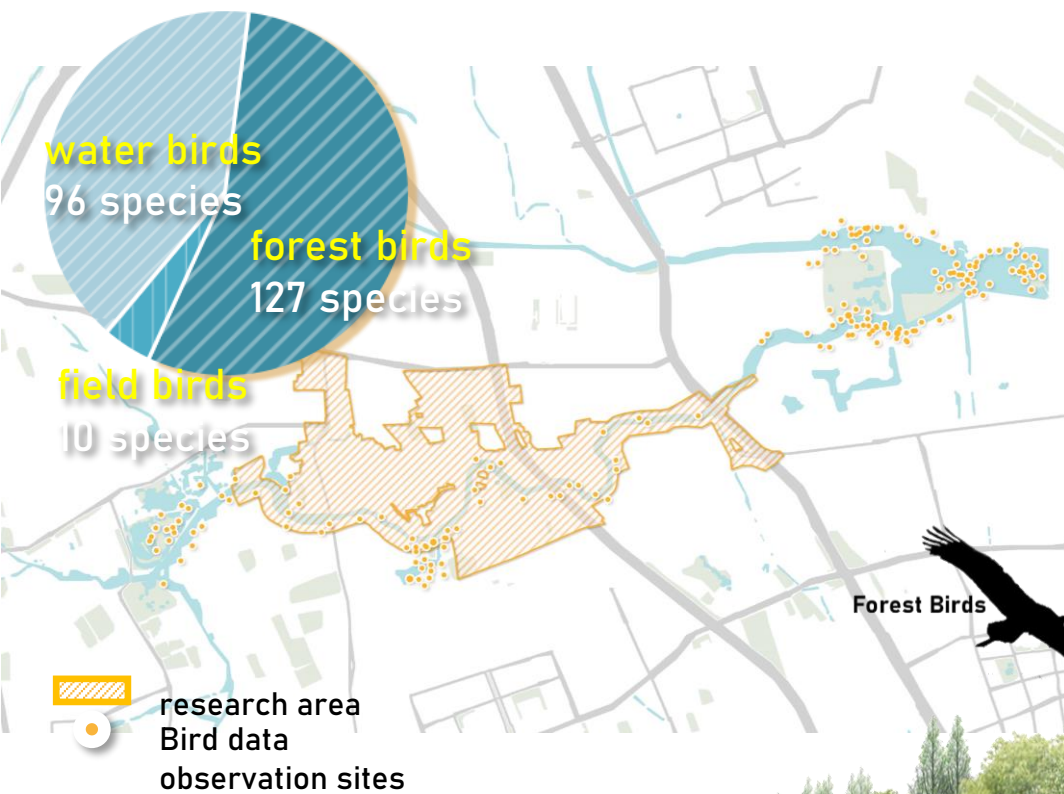 water birds
96 species
forest birds
127 species
field birds
10 species
Forest Birds
research area
Bird data
observation sites